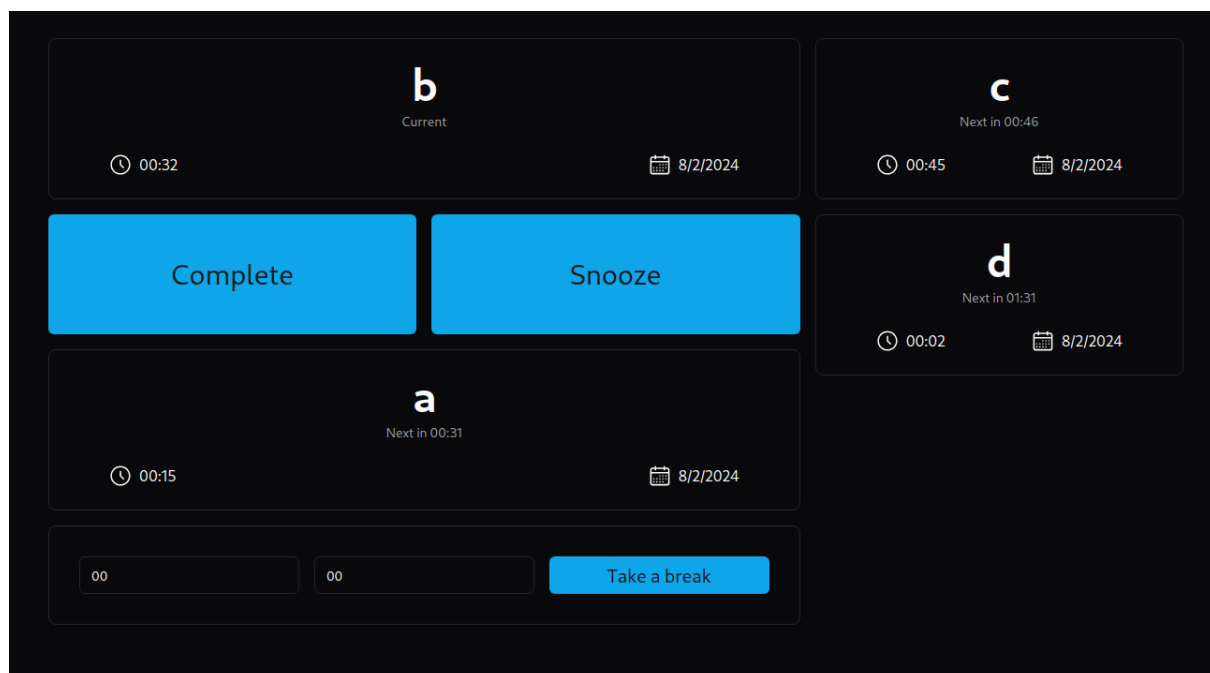 b
Current
00:32 8/2/2024
Complete Snooze
a
Next in 00:31
00:15 8/2/2024
00 00 Take a break
c
Next in 00:46
00:45 8/2/2024
d
Next in 01:31
00:02 8/2/2024